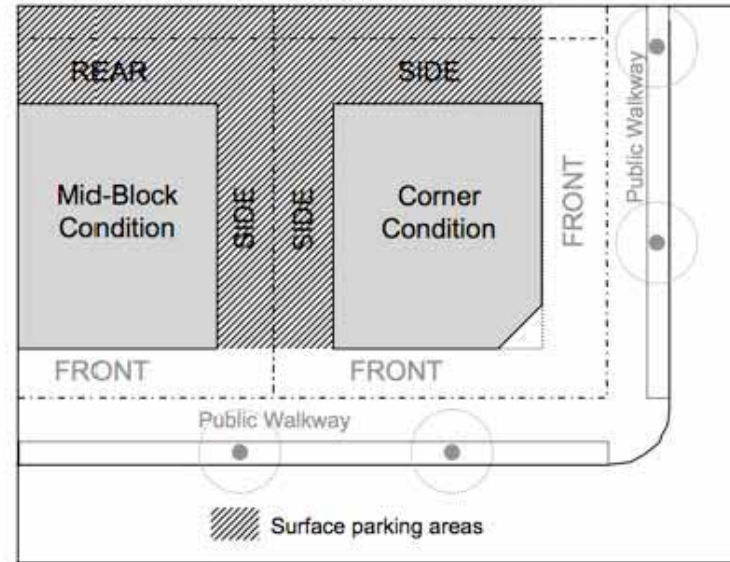 REAR
SIDE
Mid-Block
Condition
SIDE
SIDE
Corner
Condition
FRONT
Public Walkway
FRONT
FRONT
Public Walkway
Surface parking areas